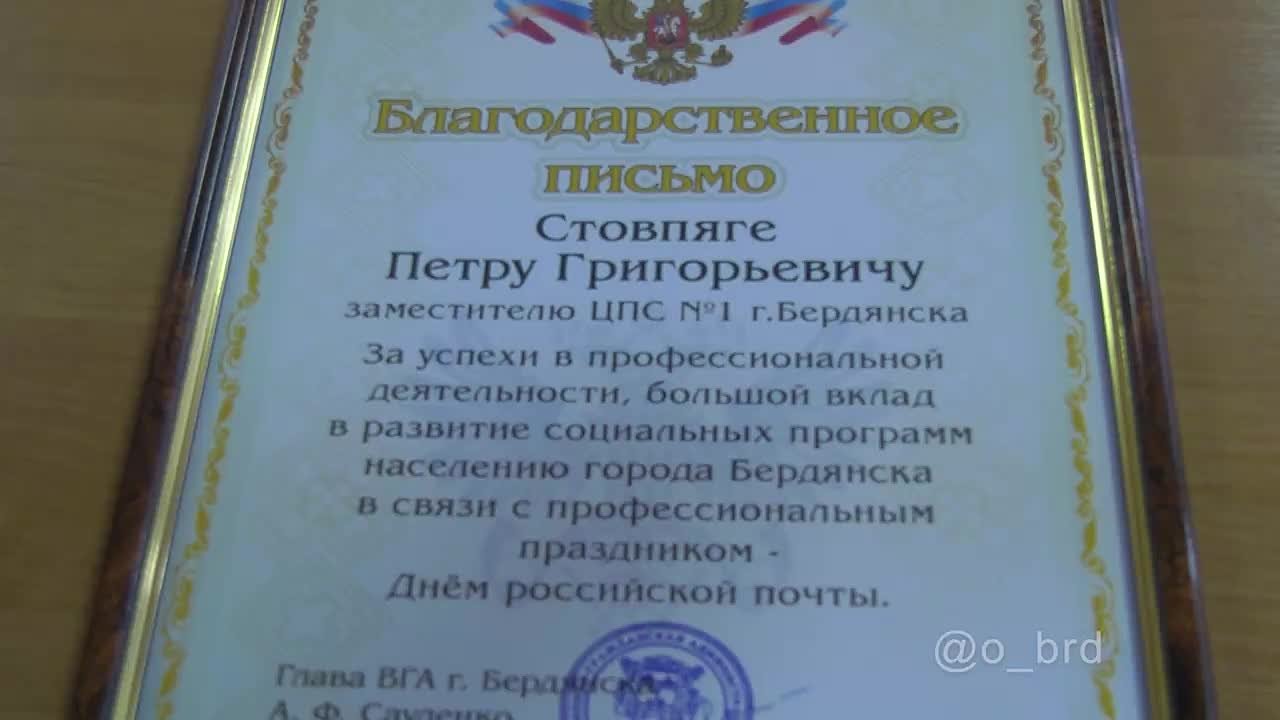 Благодарственное
письмо
Стовпяге
Петру Григорьевичу
заместителю ЦПС №1 г.Бердянска
За успехи в профессиональной
деятельности, большой вклад
в развитие социальных программ
населению города Бердянска
в связи с профессиональным
праздником -
Днём российской почты.
@o_brd
Глава ВГА г. Бердянска
А. Ф. Сауленко